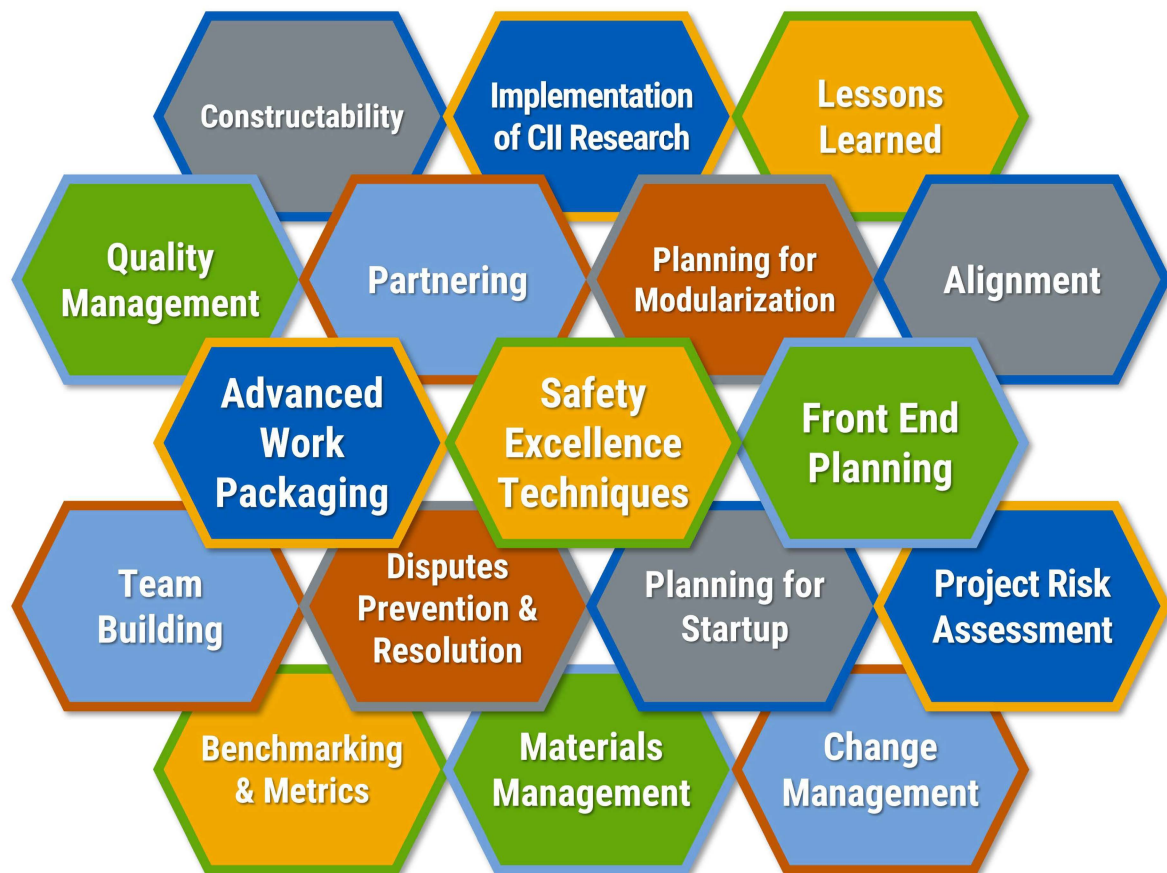 Constructability
Implementation
of CII Research
Lessons
Learned
Quality
Management
Partnering
Planning for
Modularization
Alignment
Advanced
Work
Packaging
Safety
Excellence
Techniques
Front End
Planning
Team
Building
Disputes
Prevention &
Resolution
Planning for
Startup
Project Risk
Assessment
Benchmarking
& Metrics
Materials
Management
Change
Management